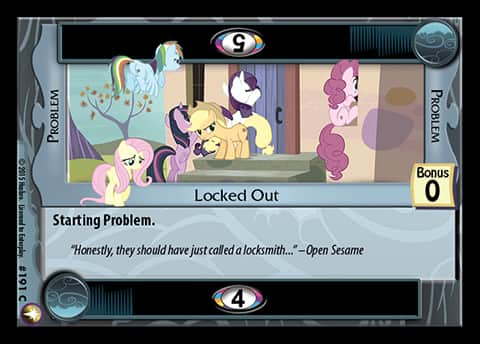 5
PROBLEM
PROBLEM
Locked Out
Bonus
0
Starting Problem.
"Honestly, they should have just called a locksmith..." –Open Sesame
4
© 2015 Hasbro. Licensed to Enterplay. #191 C